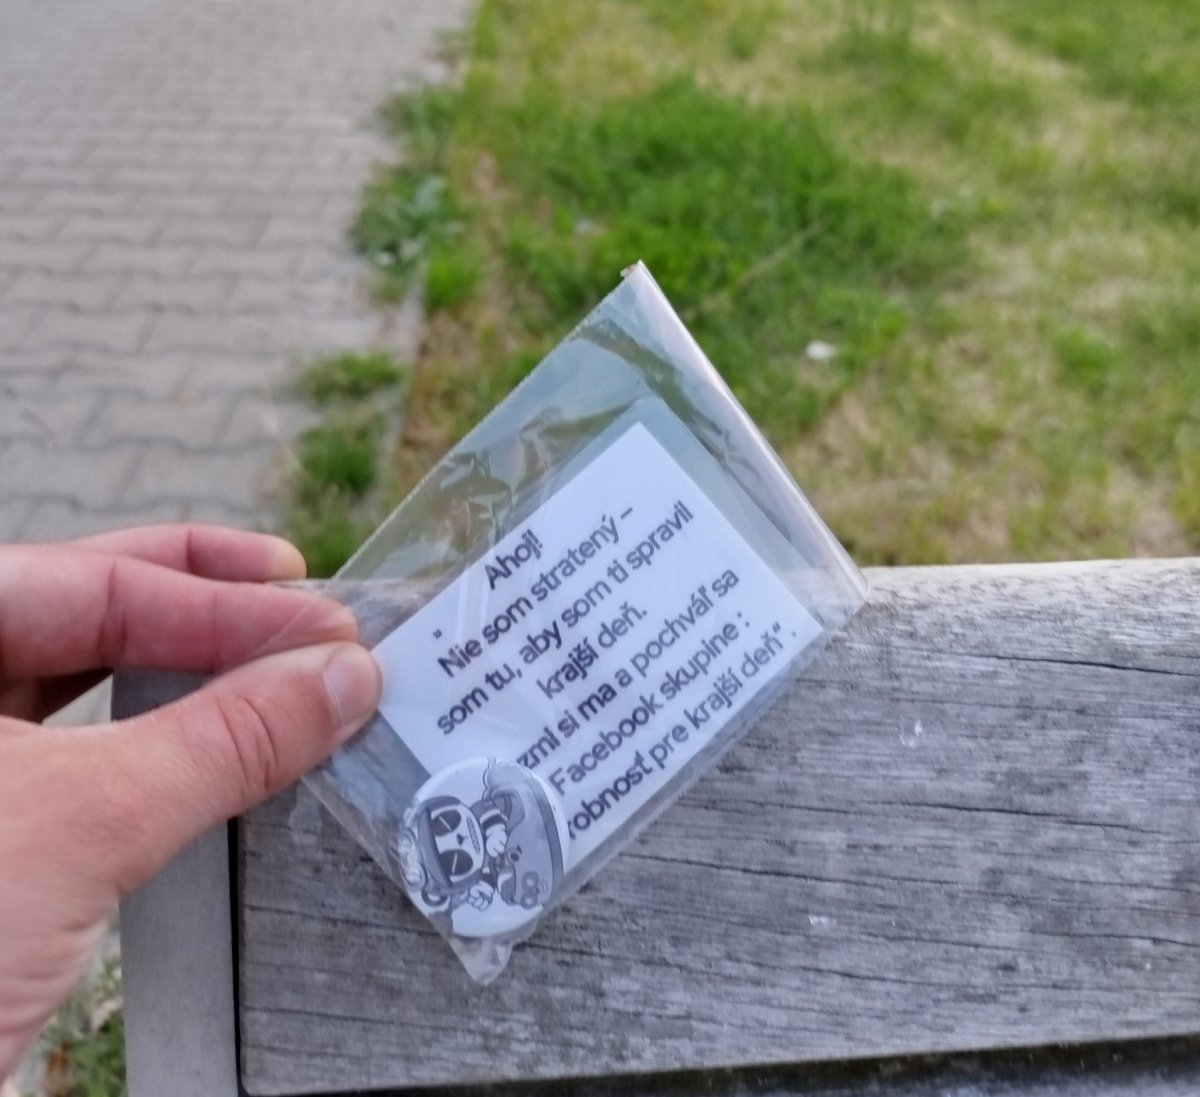 Ahoj!
Nie som stratený –
som tu, aby som ti spravil
krajší deň.
si ma a pochváľ sa
Facebook skupine :
pre krajší deň“.